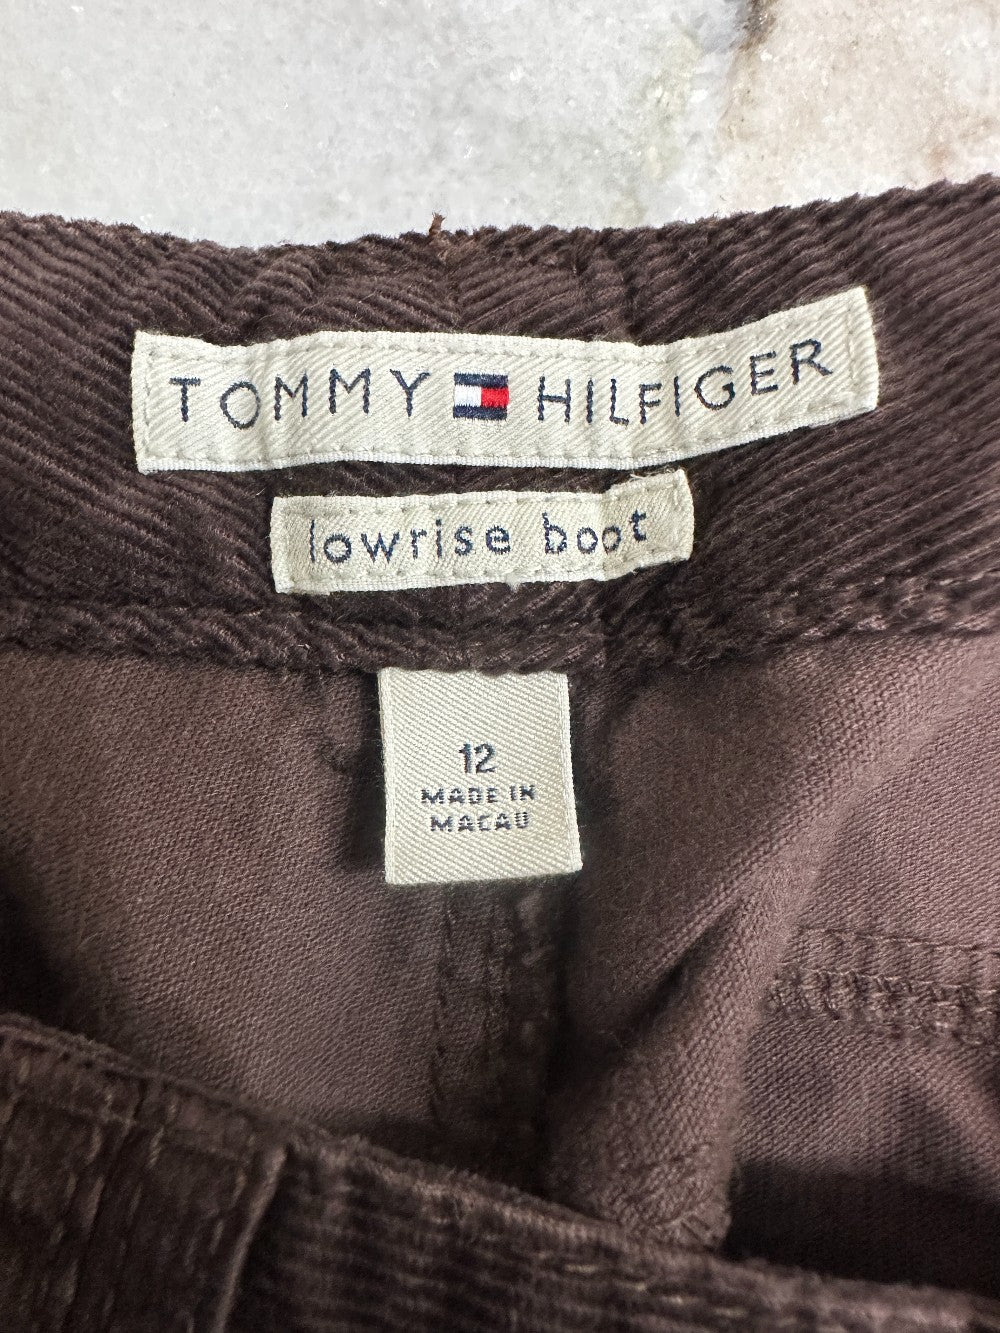 TOMMY HILFIGER
lowrise boot
12
MADE IN
MACAU